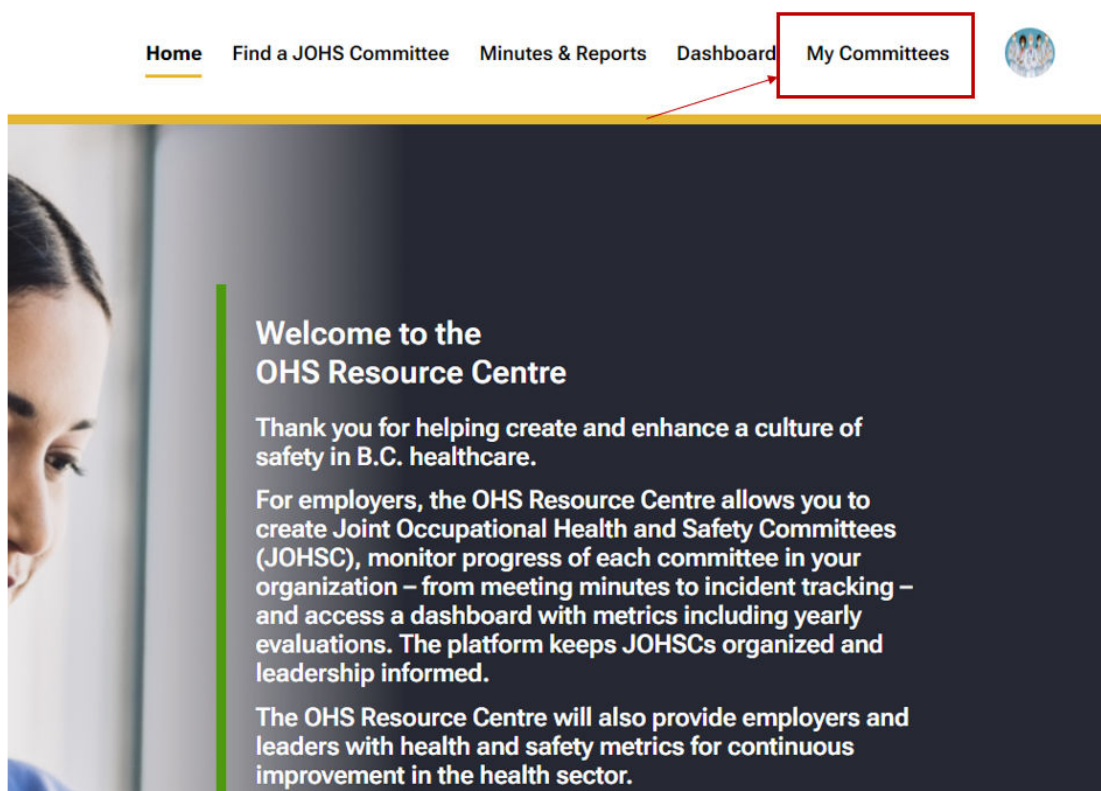 Home Find a JOHS Committee Minutes & Reports Dashboard My Committees
Welcome to the
OHS Resource Centre
Thank you for helping create and enhance a culture of
safety in B.C. healthcare.
For employers, the OHS Resource Centre allows you to
create Joint Occupational Health and Safety Committees
(JOHSC), monitor progress of each committee in your
organization – from meeting minutes to incident tracking –
and access a dashboard with metrics including yearly
evaluations. The platform keeps JOHSCs organized and
leadership informed.
The OHS Resource Centre will also provide employers and
leaders with health and safety metrics for continuous
improvement in the health sector.